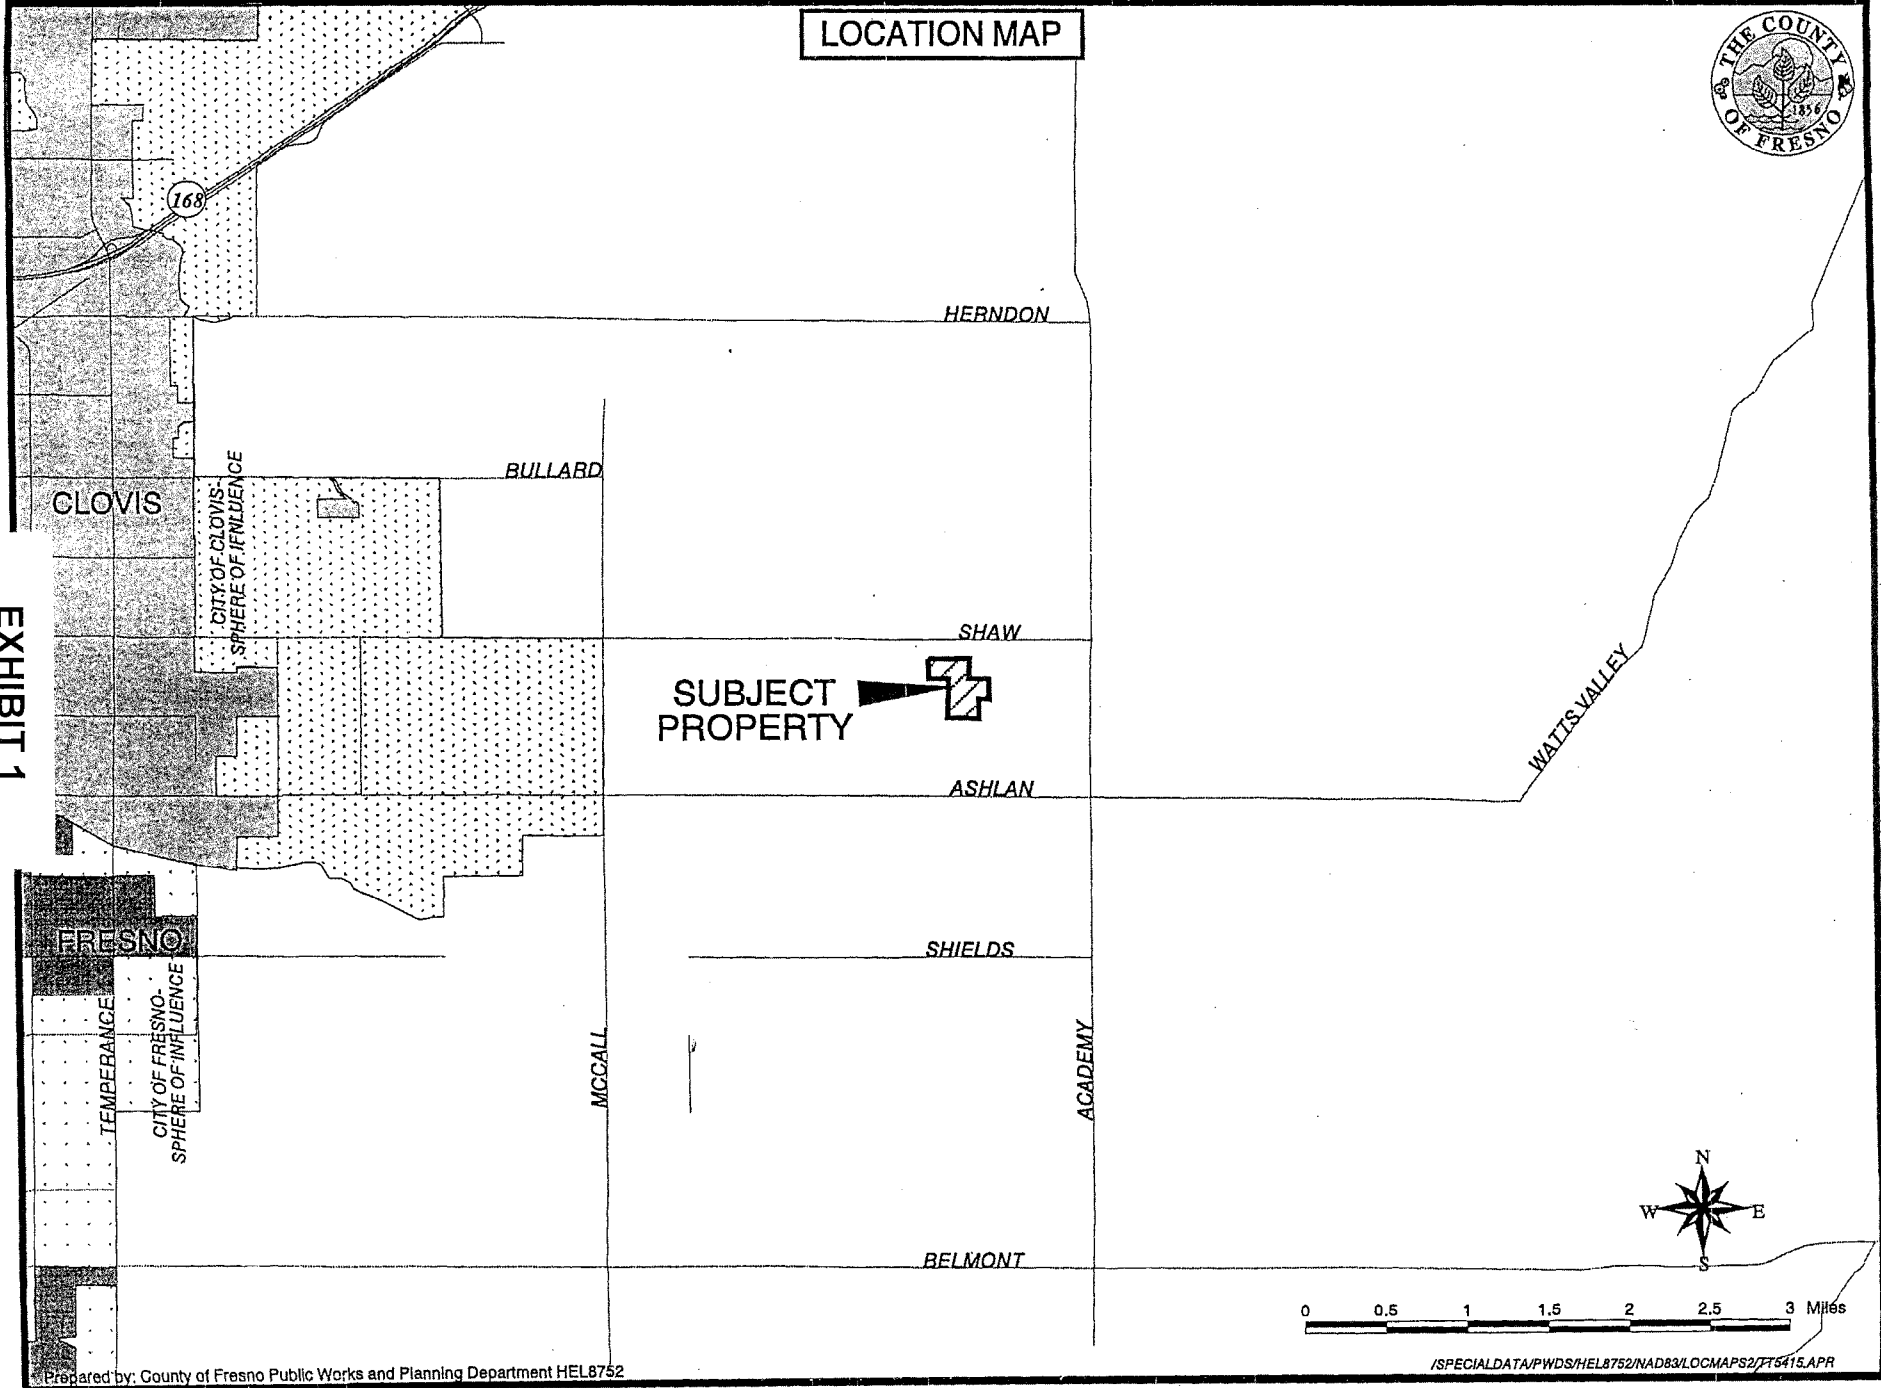 LOCATION MAP
THE COUNTY
OF FRESNO
1856
168
HERNDON
BULLARD
CLOVIS
CITY OF CLOVIS-
SPHERE OF IFNLUENCE
EXHIBIT 1
SHAW
SUBJECT
PROPERTY
WATTS VALLEY
ASHLAN
FRESNO
SHIELDS
TEMPERANCE
CITY OF FRESNO-
SPHERE OF INFLUENCE
MCCALL
ACADEMY
N
W
E
S
BELMONT
0 0.5 1 1.5 2 2.5 3 Miles
Prepared by: County of Fresno Public Works and Planning Department HEL8752
/SPECIALDATA/PWDS/HEL8752/NAD83/LOCMAPS2/TT5415.APR